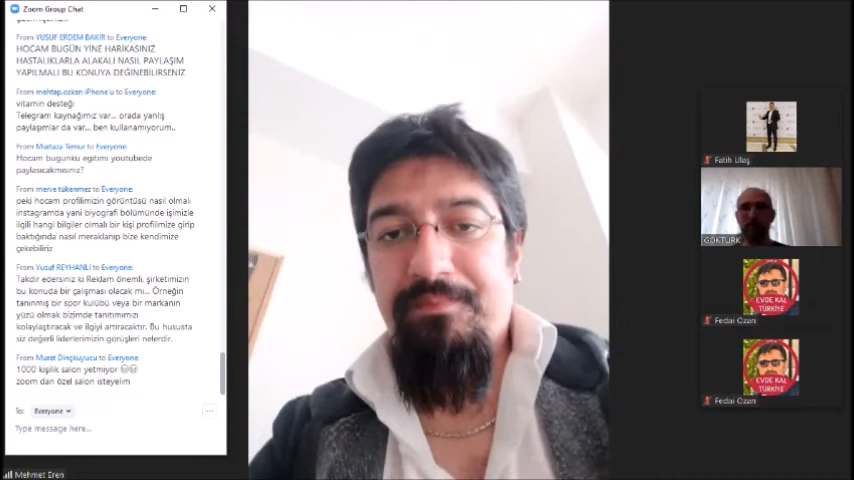 Zoom Group Chat
From YUSUF ERDEM BAKIR to Everyone:
HOCAM BUGÜN YİNE HARİKASINIZ
HASTALIKLARLA ALAKALI NASIL PAYLAŞIM
YAPILMALI BU KONUYA DEĞİNEBİLİRSENİZ
From mehtap.ozkan iPhone'u to Everyone:
vitamin desteği
Telegram kaynağımız var... orada yanlış
paylaşımlar da var... ben kullanamıyorum..
From Murtaza Temur to Everyone:
Hocam bugunku egitımı youtubede
paylasıcakmısınız?
From merve tükenmez to Everyone:
peki hocam profilimizin görüntüsü nasıl olmalı
instagramda yani biyografi bölümünde işimizle
ilgili hangi bilgiler olmalı bir kişi profilimize girip
baktığında nasıl meraklanıp bize kendimize
çekebiliriz
From Yusuf REYHANLI to Everyone:
Takdir edersiniz ki Reklam önemli, şirketimizin
bu konuda bir çalışması olacak mı... Örneğin
tanınmış bir spor kulübü veya bir markanın
yüzü olmak bizimde tanıtımımızı
kolaylaştıracak ve ilgiyi artıracaktır. Bu hususta
siz değerli liderlerimizin görüşleri nelerdir.
From Murat Dinçkuyucu to Everyone:
1000 kişilik salon yetmiyor
zoom dan özel salon isteyelim
To: Everyone
Type message here...
Mehmet Eren
Fatih Ulaş
GÖKTÜRK
EVDE KAL
TÜRKİYE
Fedai Ozan
EVDE KAL
TÜRKİYE
Fedai Ozan